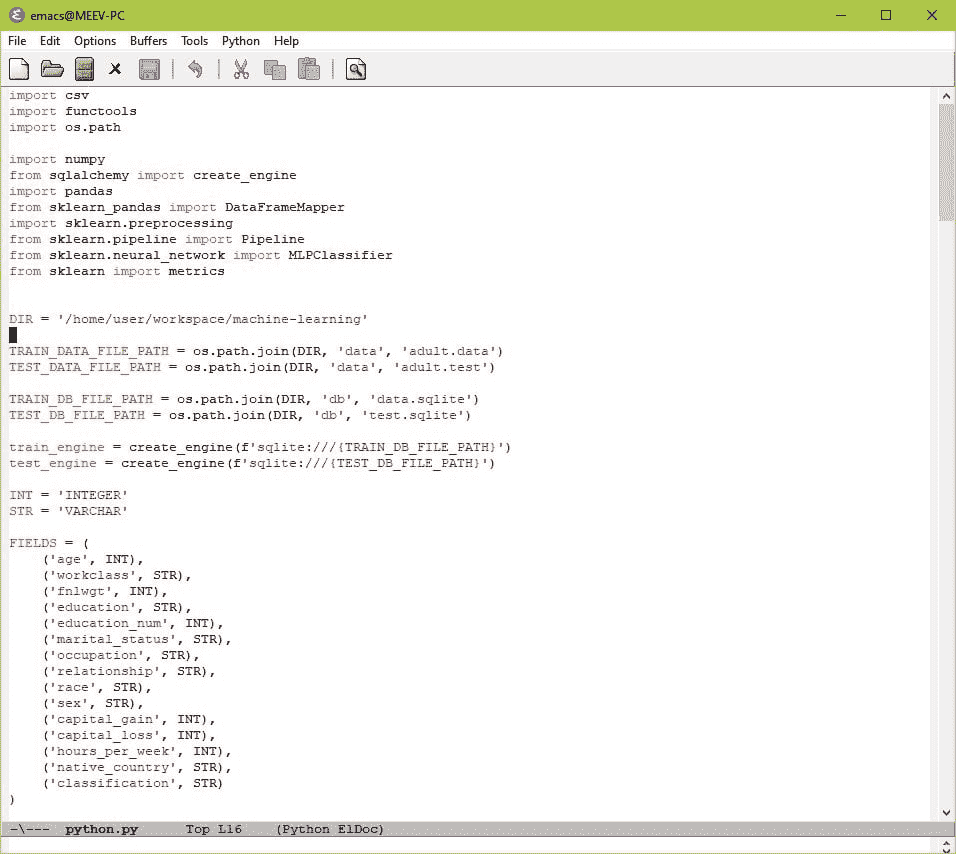 emacs@MEEV-PC
File Edit Options Buffers Tools Python Help
import csv
import functools
import os.path
import numpy
from sqlalchemy import create_engine
import pandas
from sklearn_pandas import DataFrameMapper
import sklearn.preprocessing
from sklearn.pipeline import Pipeline
from sklearn.neural_network import MLPClassifier
from sklearn import metrics
DIR = '/home/user/workspace/machine-learning'
TRAIN_DATA_FILE_PATH = os.path.join(DIR, 'data', 'adult.data')
TEST_DATA_FILE_PATH = os.path.join(DIR, 'data', 'adult.test')
TRAIN_DB_FILE_PATH = os.path.join(DIR, 'db', 'data.sqlite')
TEST_DB_FILE_PATH = os.path.join(DIR, 'db', 'test.sqlite')
train_engine = create_engine(f'sqlite:///{TRAIN_DB_FILE_PATH}')
test_engine = create_engine(f'sqlite:///{TEST_DB_FILE_PATH}')
INT = 'INTEGER'
STR = 'VARCHAR'
FIELDS = (
    ('age', INT),
    ('workclass', STR),
    ('fnlwgt', INT),
    ('education', STR),
    ('education_num', INT),
    ('marital_status', STR),
    ('occupation', STR),
    ('relationship', STR),
    ('race', STR),
    ('sex', STR),
    ('capital_gain', INT),
    ('capital_loss', INT),
    ('hours_per_week', INT),
    ('native_country', STR),
    ('classification', STR)
)
-\--- python.py Top L16 (Python ElDoc)